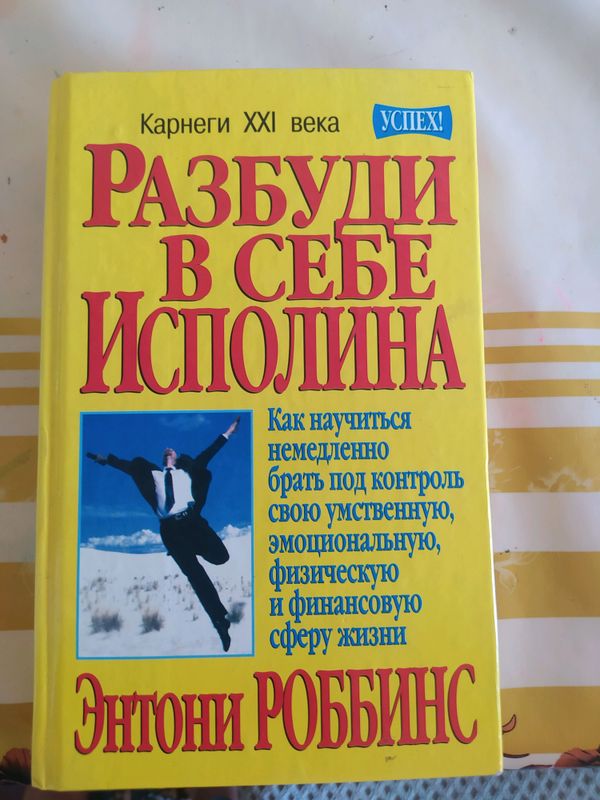 Карнеги XXI века
УСПЕХ!
РАЗБУДИ
В СЕБЕ
ИСПОЛИНА
Как научиться
немедленно
брать под контроль
свою умственную,
эмоциональную,
физическую
и финансовую
сферу жизни
Энтони РОББИНС